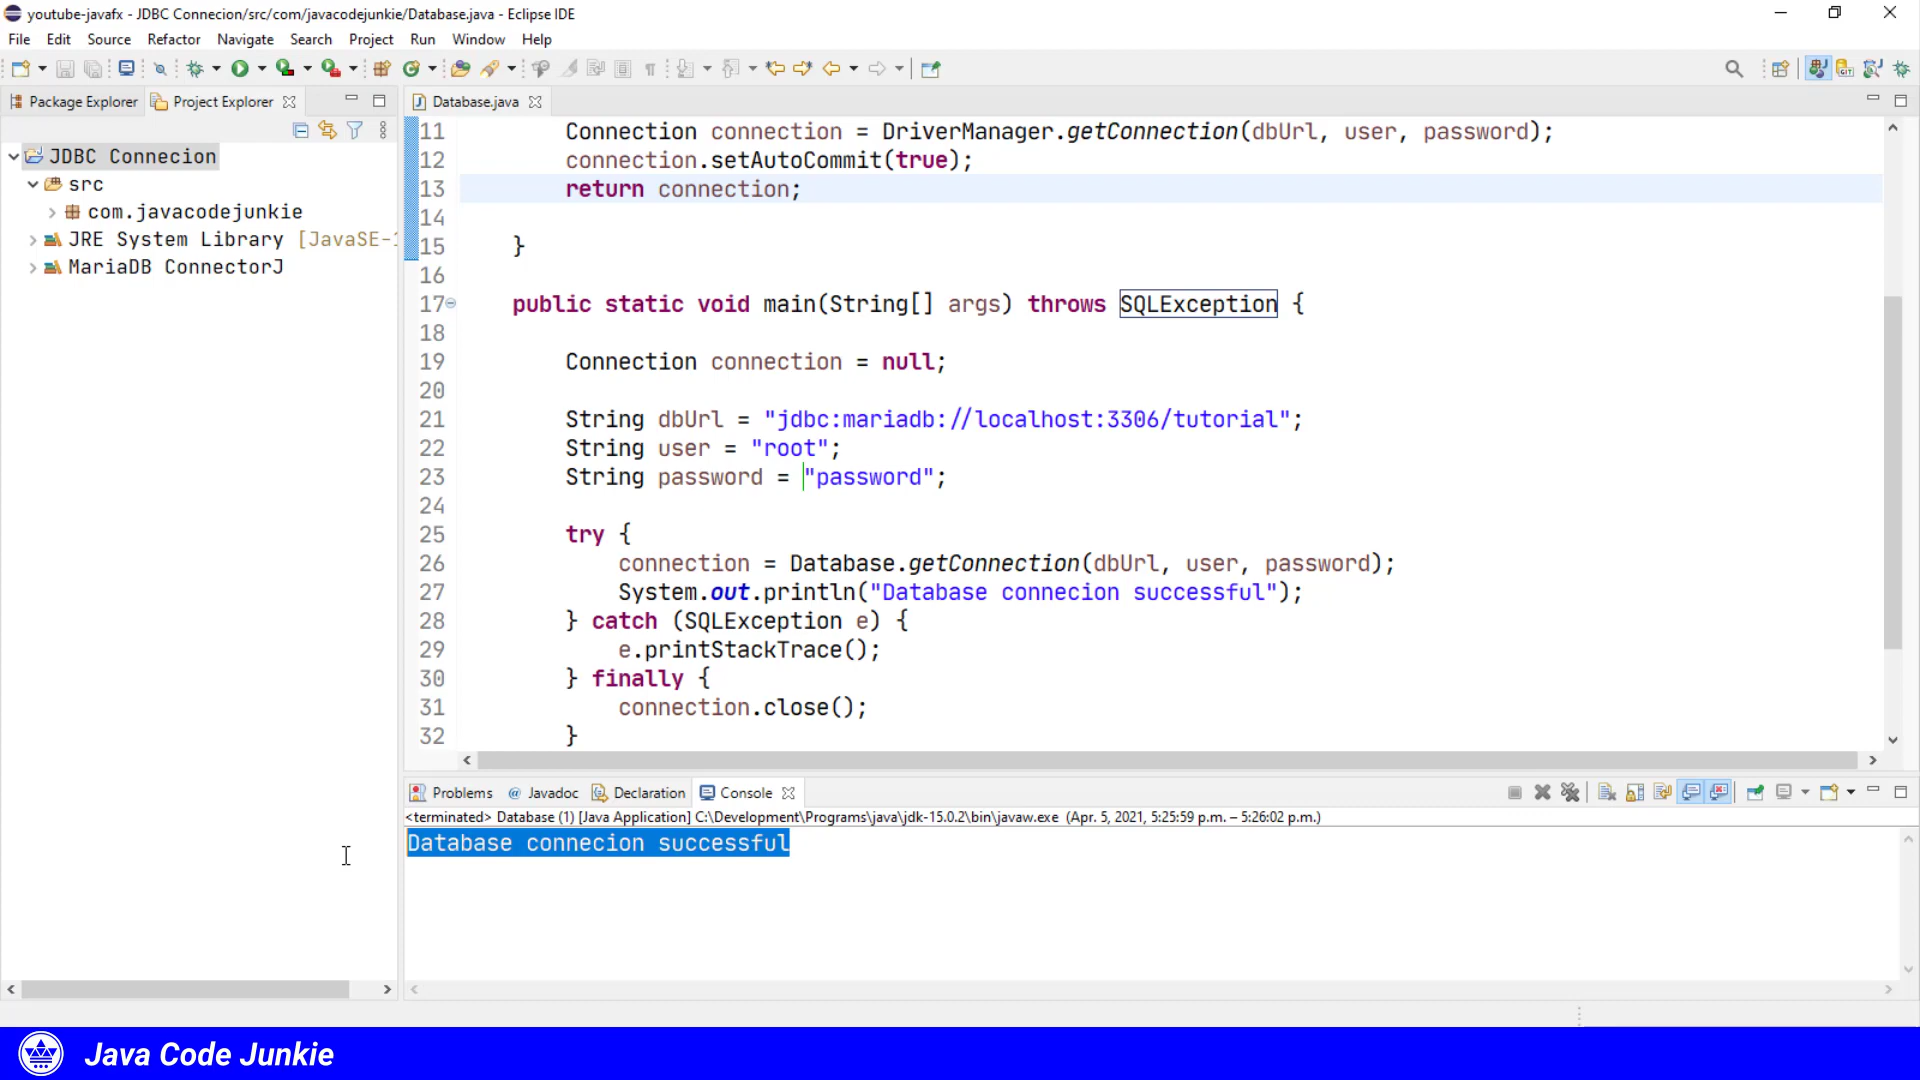 youtube-javafx - JDBC Connecion/src/com/javacodejunkie/Database.java - Eclipse IDE
File Edit Source Refactor Navigate Search Project Run Window Help
Package Explorer Project Explorer
JDBC Connecion
src
com.javacodejunkie
JRE System Library [JavaSE-1
MariaDB ConnectorJ
Database.java
11 Connection connection = DriverManager.getConnection(dbUrl, user, password);
12 connection.setAutoCommit(true);
13 return connection;
14
15 }
16
17 public static void main(String[] args) throws SQLException {
18
19 Connection connection = null;
20
21 String dbUrl = "jdbc:mariadb://localhost:3306/tutorial";
22 String user = "root";
23 String password = "password";
24
25 try {
26 connection = Database.getConnection(dbUrl, user, password);
27 System.out.println("Database connecion successful");
28 } catch (SQLException e) {
29 e.printStackTrace();
30 } finally {
31 connection.close();
32 }
Problems @ Javadoc Declaration Console
<terminated> Database (1) [Java Application] C:\Development\Programs\java\jdk-15.0.2\bin\javaw.exe (Apr. 5, 2021, 5:25:59 p.m. – 5:26:02 p.m.)
Database connecion successful
Java Code Junkie